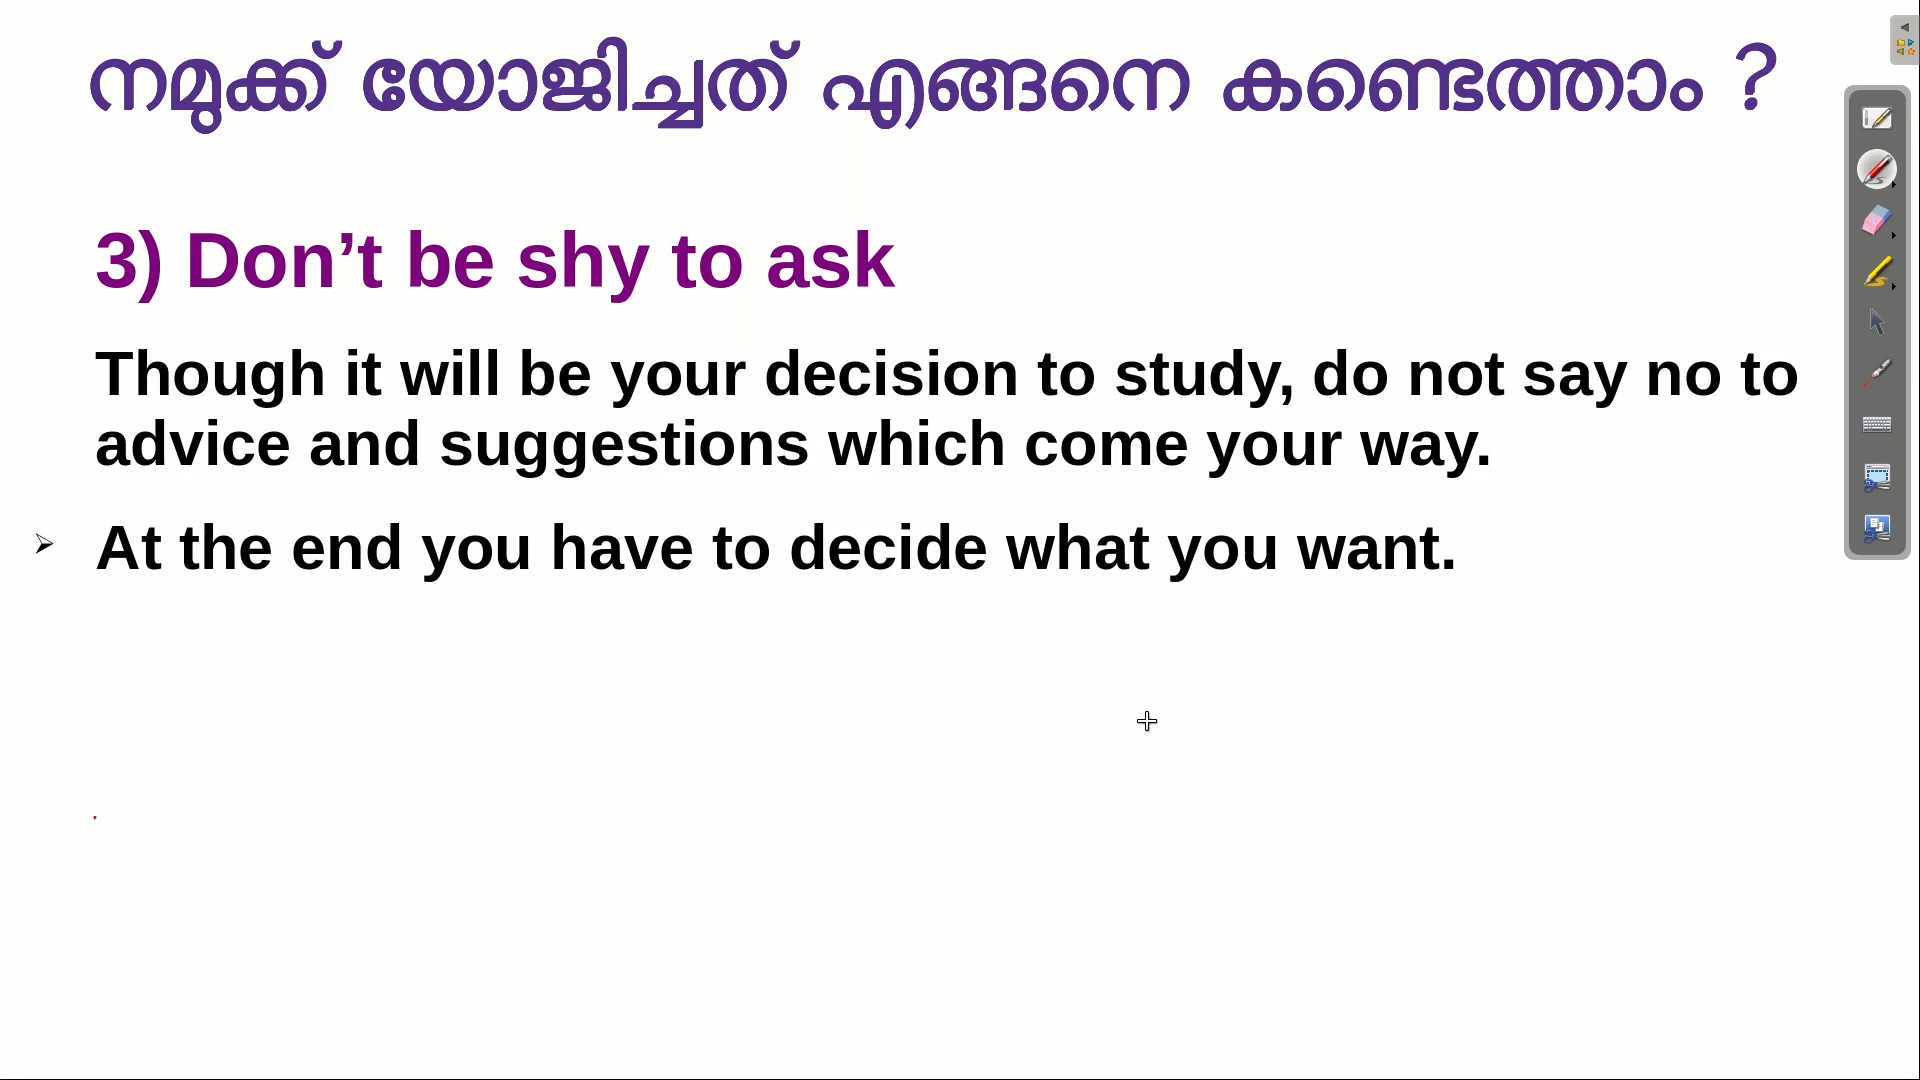 നമുക്ക് യോജിച്ചത് എങ്ങനെ കണ്ടെത്താം ?
3) Don’t be shy to ask
Though it will be your decision to study, do not say no to
advice and suggestions which come your way.
➢ At the end you have to decide what you want.